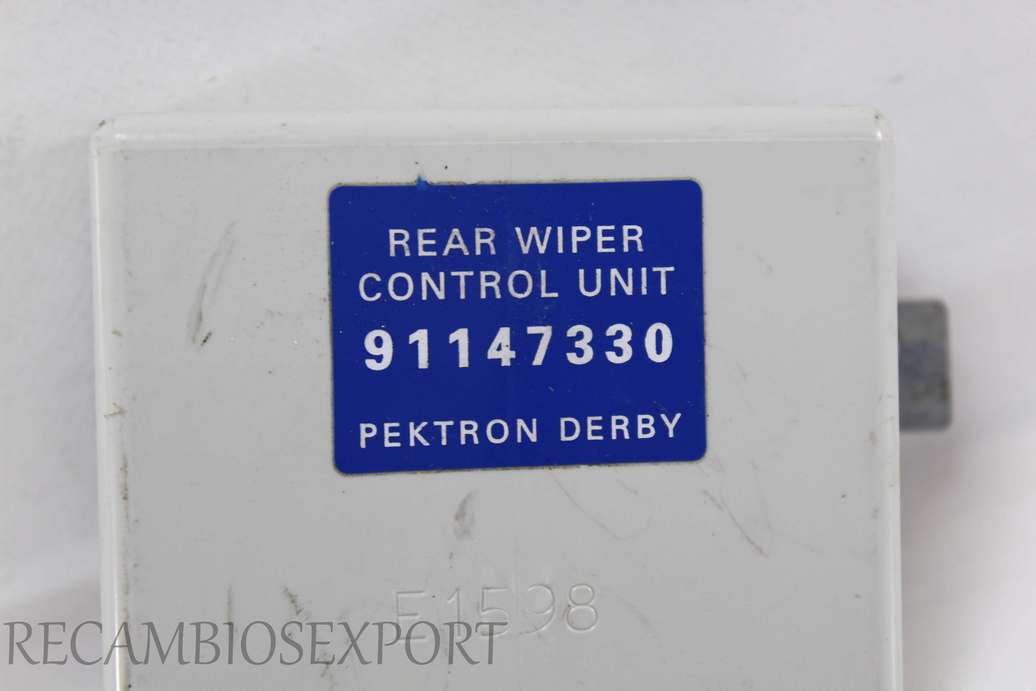 REAR WIPER
CONTROL UNIT
91147330
PEKTRON DERBY
E1598
RECAMBIOSEXPORT